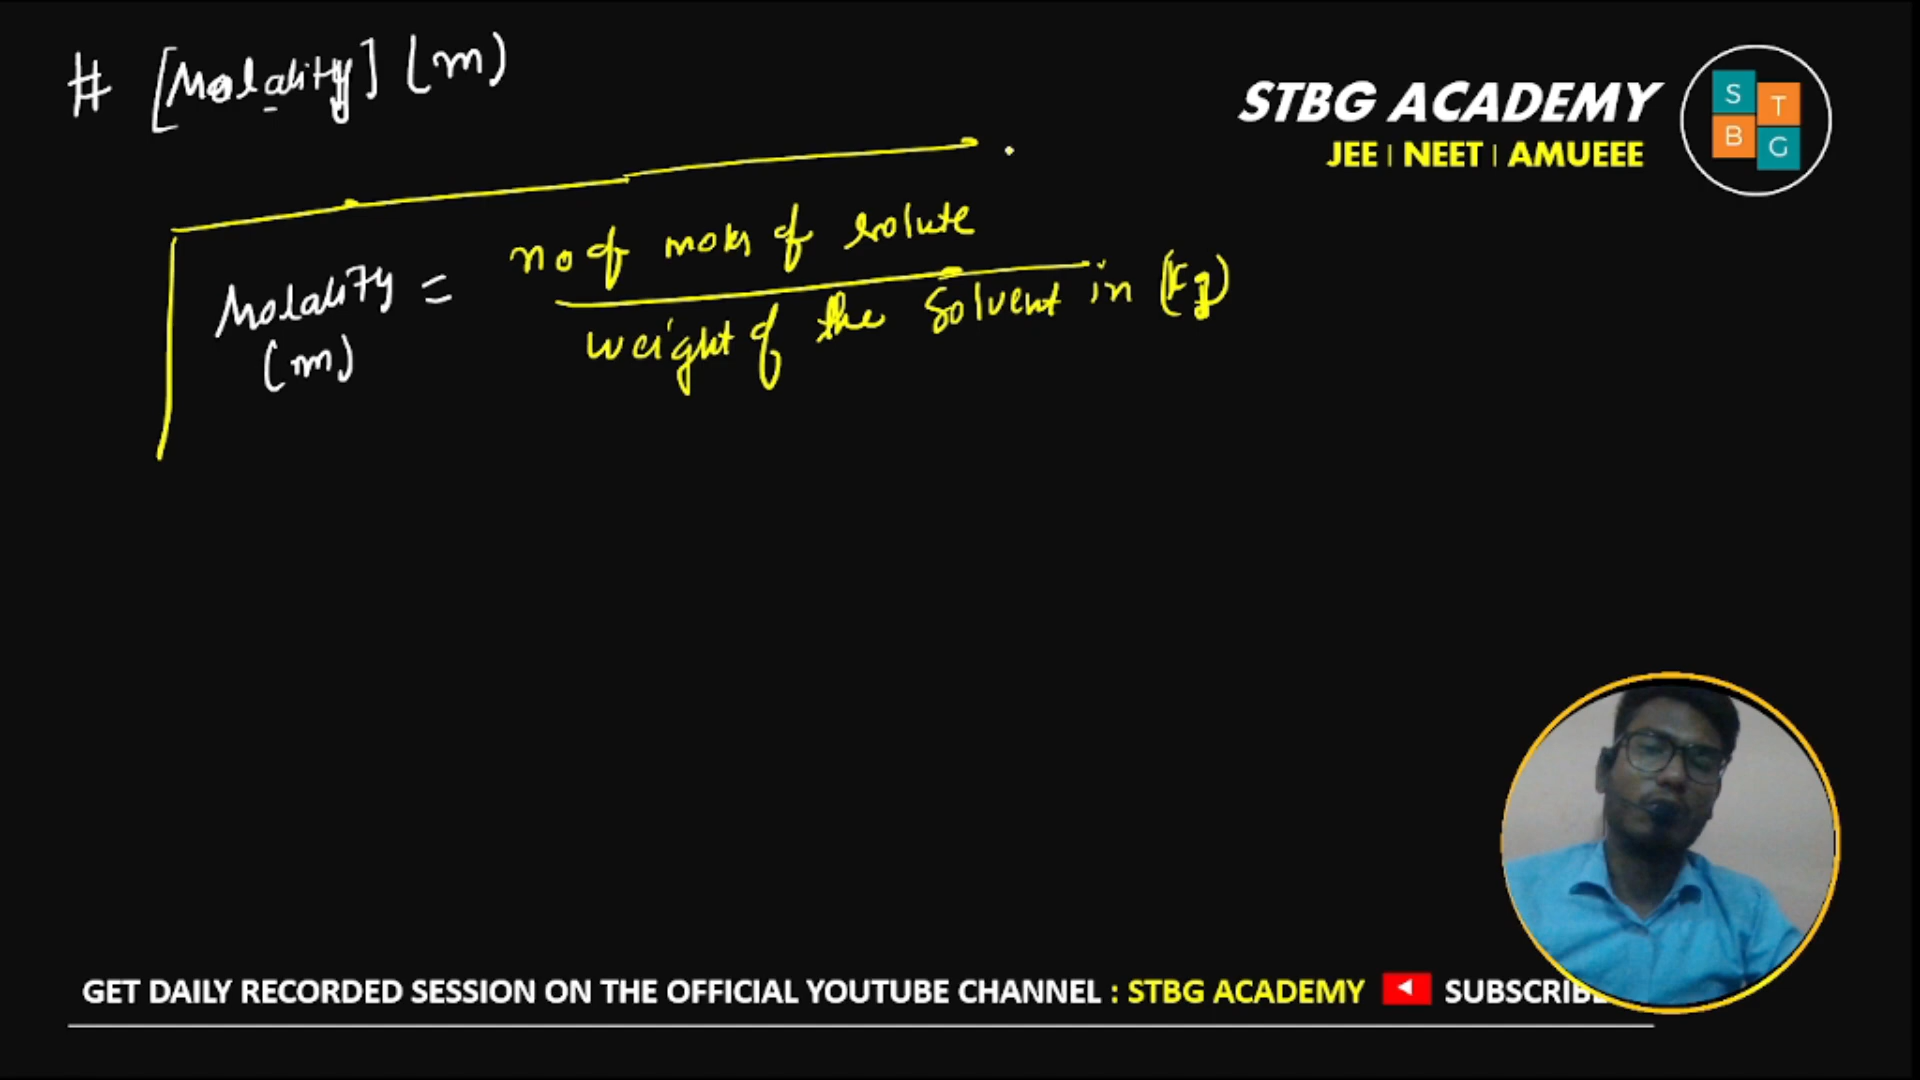 # [Molality] (m)
STBG ACADEMY
JEE | NEET | AMUEEE
S T
B G
Molality = no of moles of solute
(m) weight of the solvent in (kg)
GET DAILY RECORDED SESSION ON THE OFFICIAL YOUTUBE CHANNEL : STBG ACADEMY SUBSCRIBE